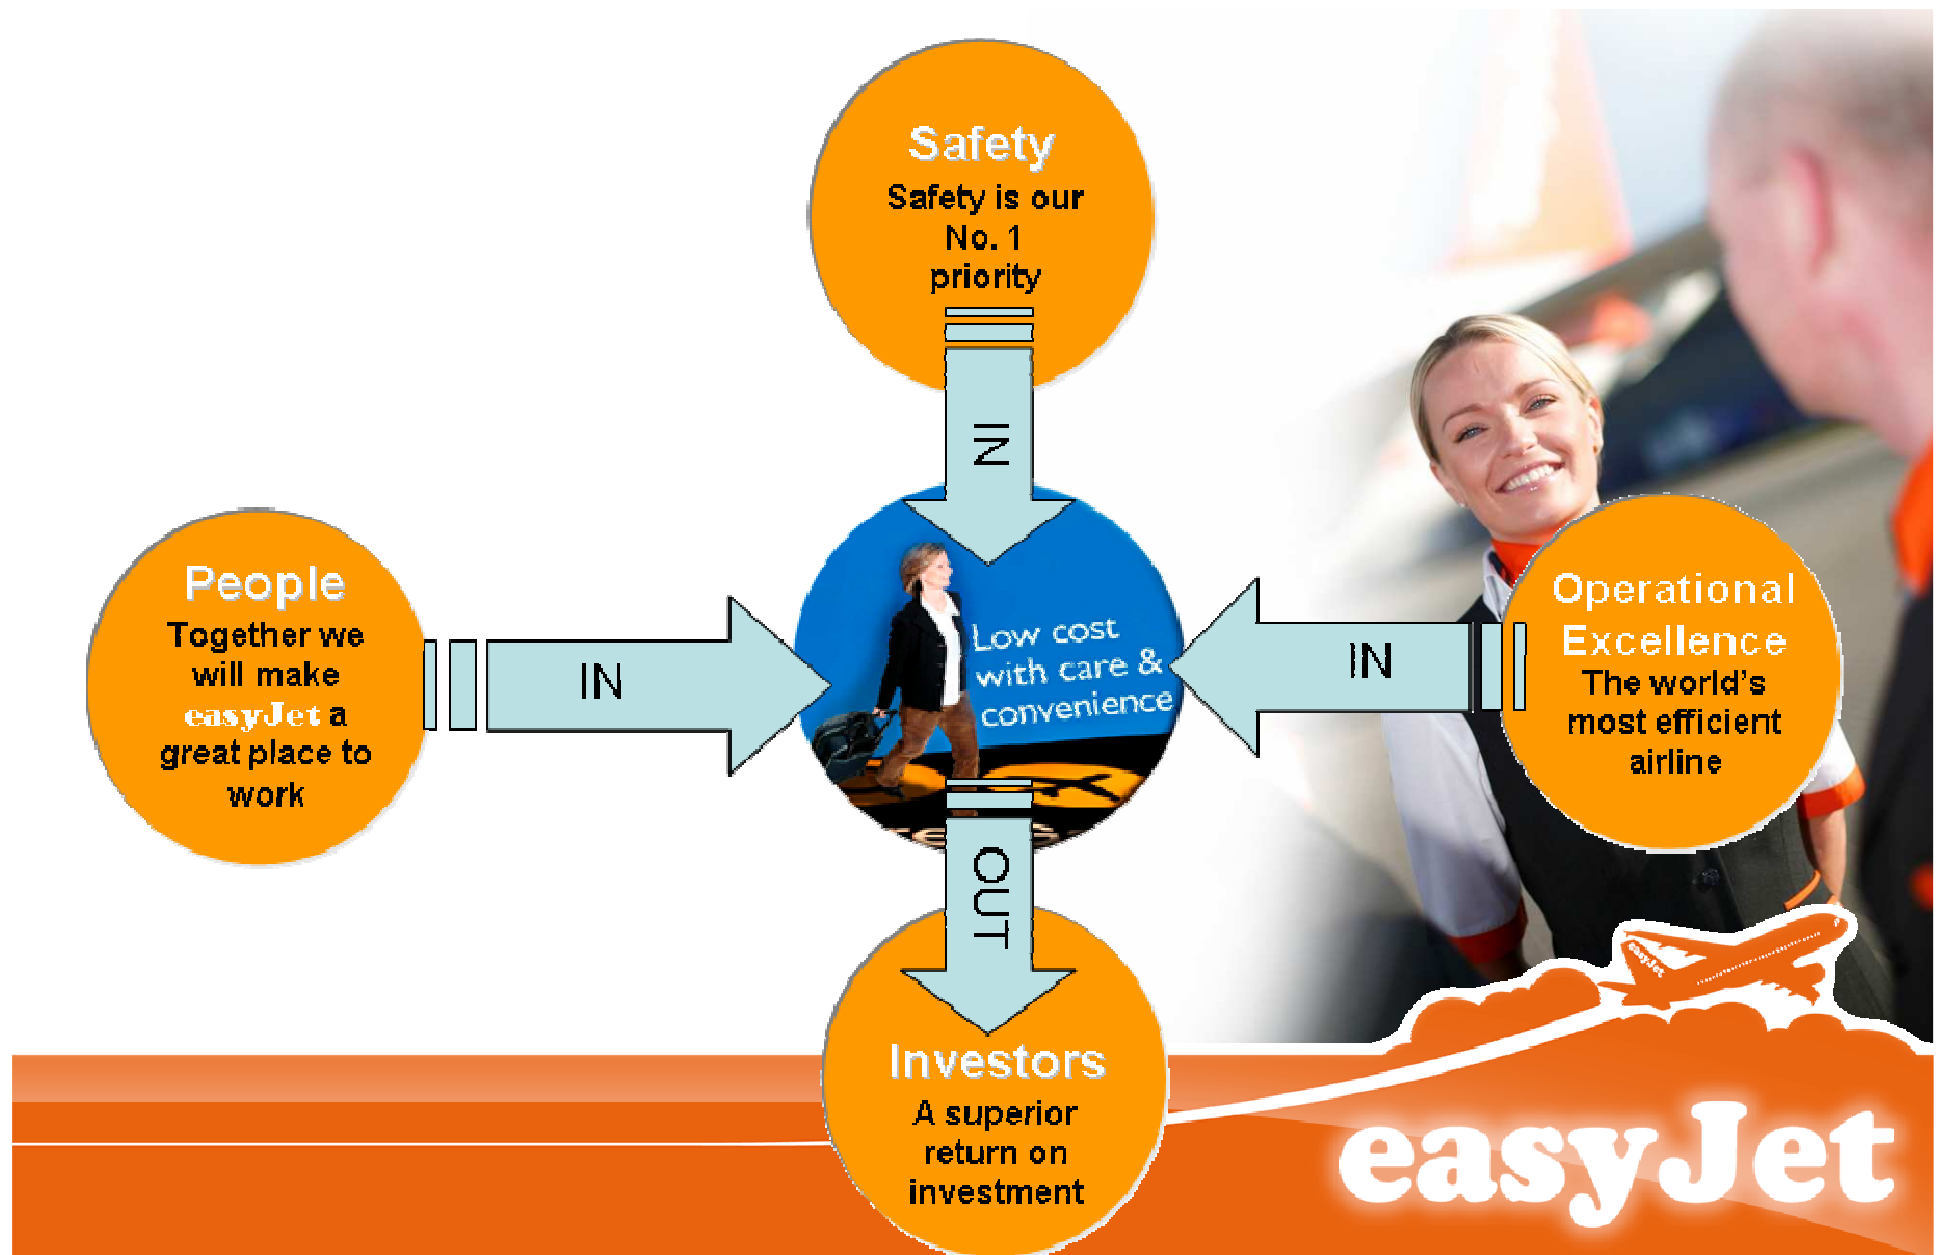 Safety
Safety is our
No. 1
priority
IN
People
Together we
will make
easyJet a
great place to
work
IN
Low cost
with care &
convenience
IN
Operational
Excellence
The world's
most efficient
airline
OUT
Investors
A superior
return on
investment
easyJet
easyJet